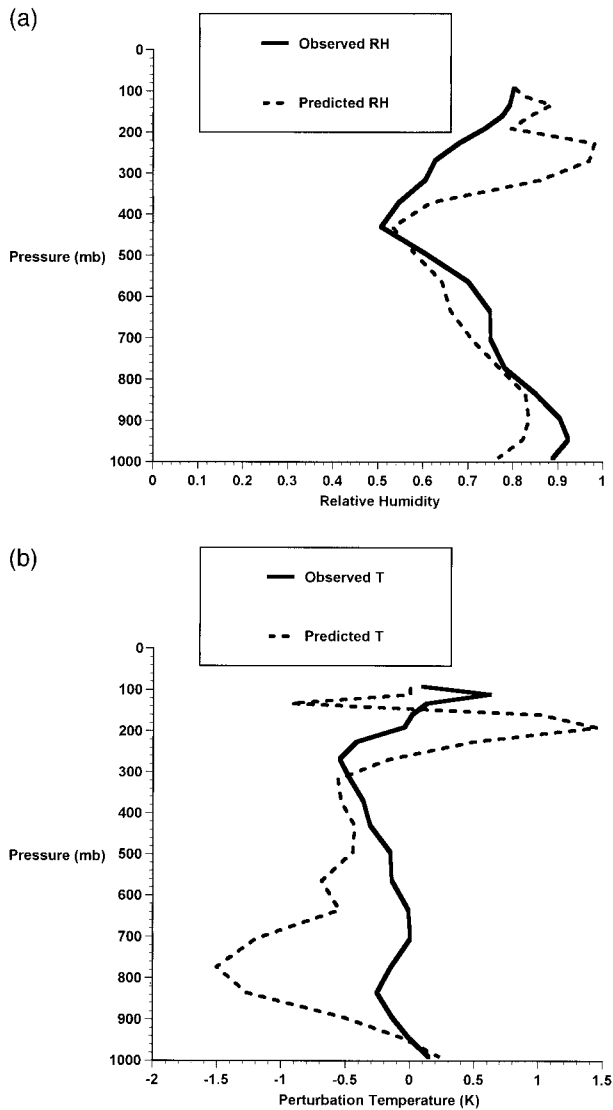 (a)
Observed RH
Predicted RH
0
100
200
300
400
500
600
700
800
900
1000
Pressure (mb)
0 0.1 0.2 0.3 0.4 0.5 0.6 0.7 0.8 0.9 1
Relative Humidity
(b)
Observed T
Predicted T
0
100
200
300
400
500
600
700
800
900
1000
Pressure (mb)
-2 -1.5 -1 -0.5 0 0.5 1 1.5
Perturbation Temperature (K)